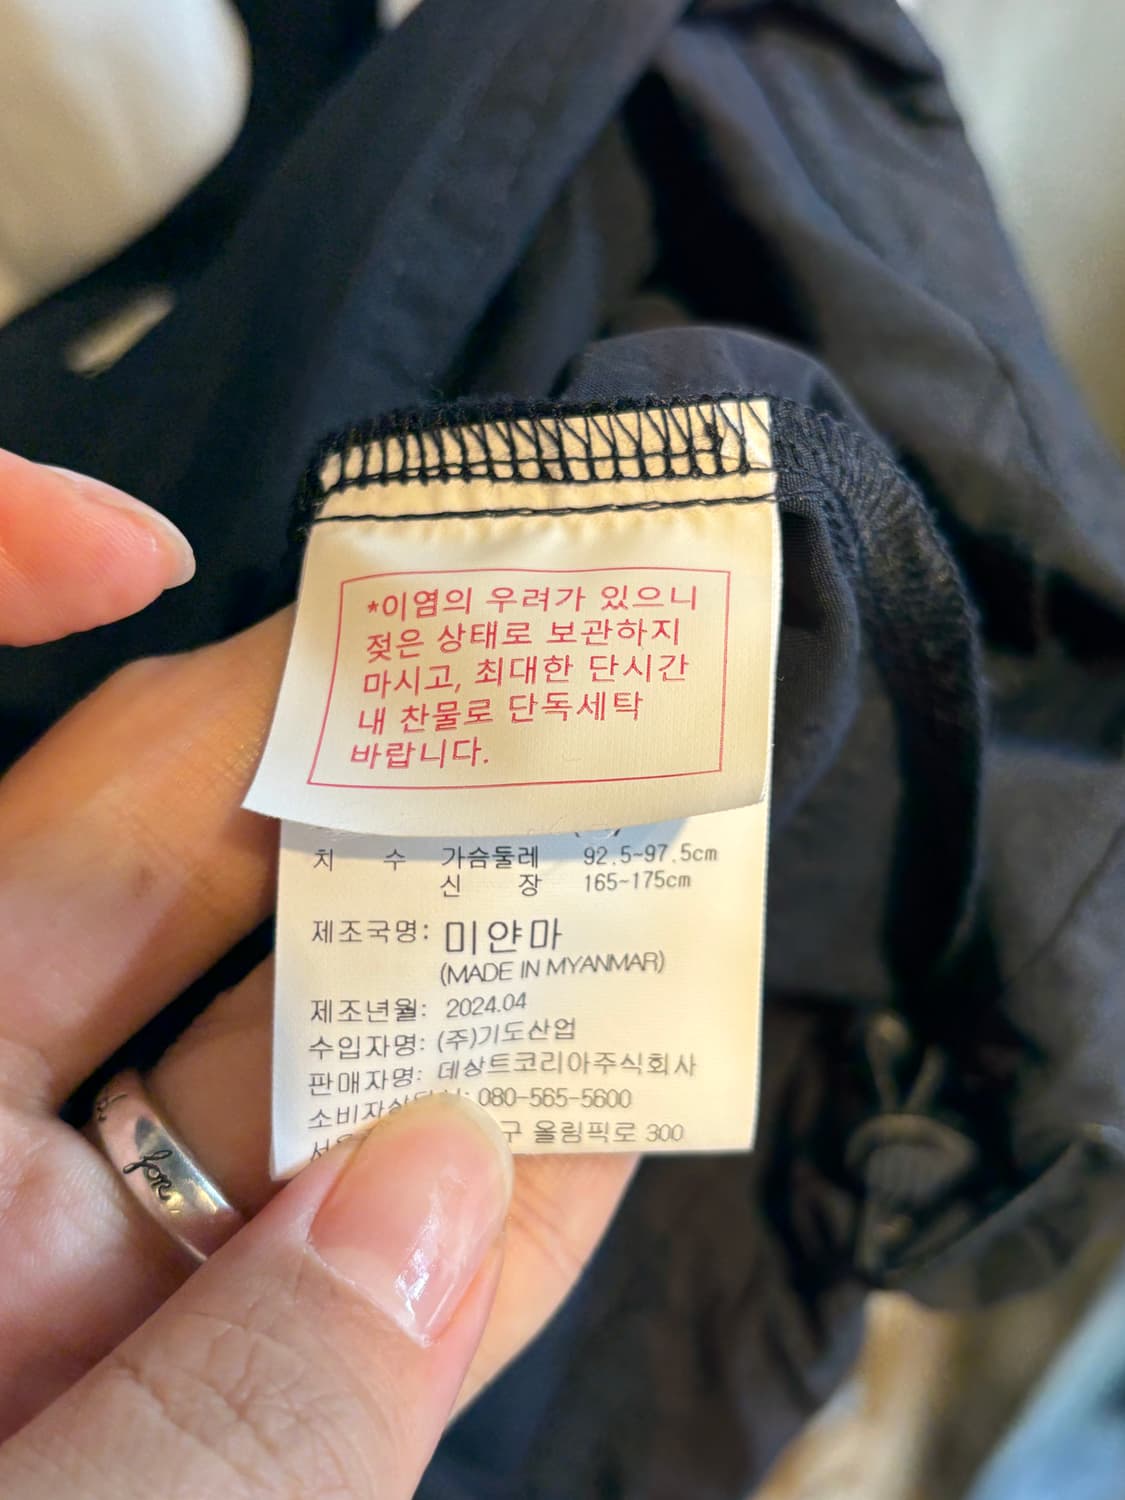 *이염의 우려가 있으니
젖은 상태로 보관하지
마시고, 최대한 단시간
내 찬물로 단독세탁
바랍니다.
치 수 가슴둘레 92.5~97.5cm
신 장 165~175cm
제조국명: 미얀마
(MADE IN MYANMAR)
제조년월: 2024.04
수입자명: (주)기도산업
판매자명: 데상트코리아주식회사
080-565-5600
올림픽로 300
for